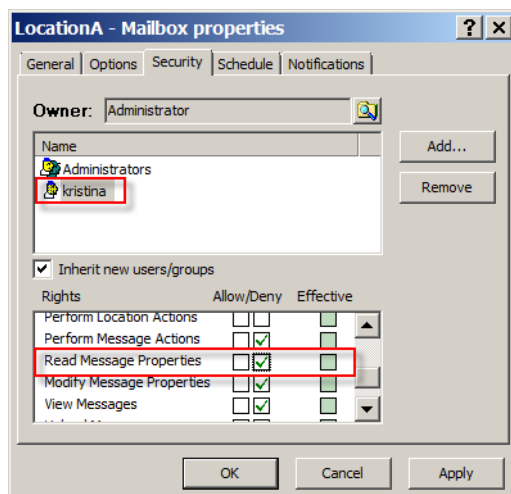 LocationA - Mailbox properties
General Options Security Schedule Notifications
Owner: Administrator
Name
Add...
Administrators
kristina
Remove
Inherit new users/groups
Rights Allow/Deny Effective
Perform Location Actions
Perform Message Actions
Read Message Properties
Modify Message Properties
View Messages
OK Cancel Apply